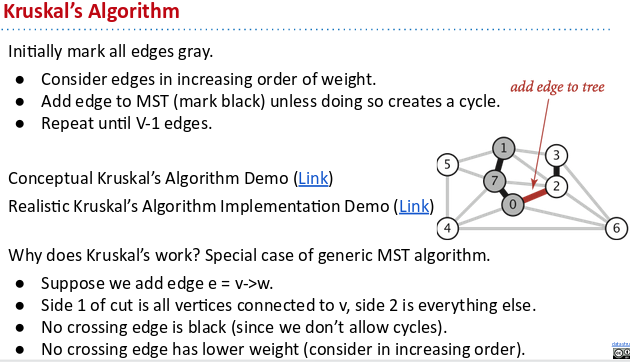 Kruskal's Algorithm
Initially mark all edges gray.
● Consider edges in increasing order of weight.
● Add edge to MST (mark black) unless doing so creates a cycle.
● Repeat until V-1 edges.
add edge to tree
1
3
5
7
2
0
4
6
Conceptual Kruskal's Algorithm Demo (Link)
Realistic Kruskal's Algorithm Implementation Demo (Link)
Why does Kruskal's work? Special case of generic MST algorithm.
● Suppose we add edge e = v->w.
● Side 1 of cut is all vertices connected to v, side 2 is everything else.
● No crossing edge is black (since we don't allow cycles).
● No crossing edge has lower weight (consider in increasing order).